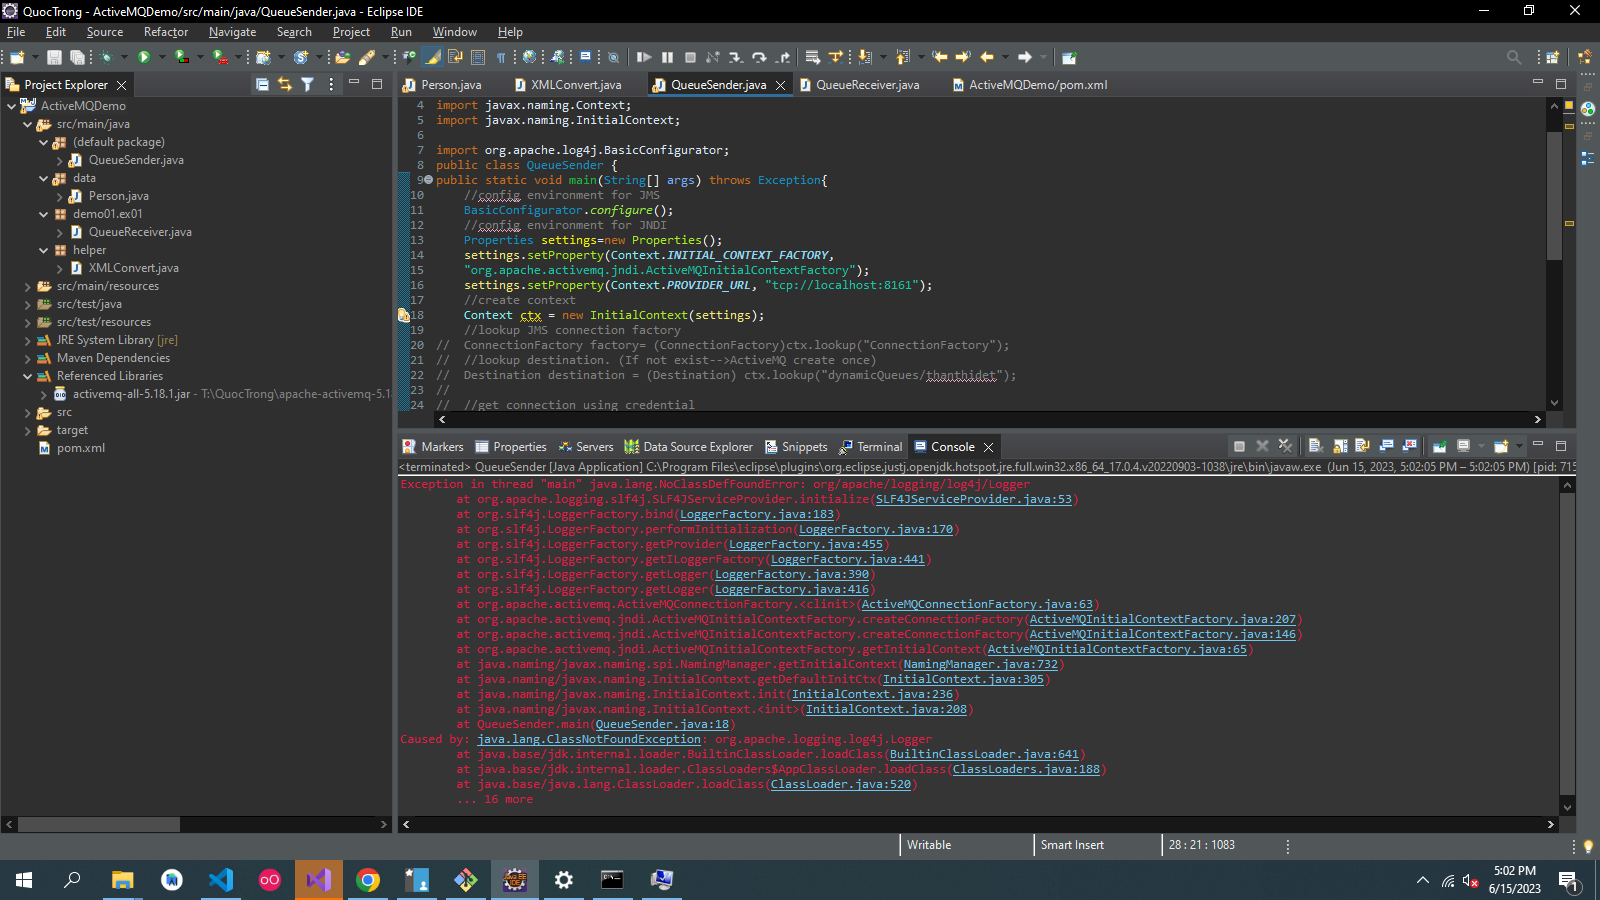 QuocTrong - ActiveMQDemo/src/main/java/QueueSender.java - Eclipse IDE
File Edit Source Refactor Navigate Search Project Run Window Help
Project Explorer
Person.java XMLConvert.java QueueSender.java QueueReceiver.java ActiveMQDemo/pom.xml
ActiveMQDemo
src/main/java
(default package)
QueueSender.java
data
Person.java
demo01.ex01
QueueReceiver.java
helper
XMLConvert.java
src/main/resources
src/test/java
src/test/resources
JRE System Library [jre]
Maven Dependencies
Referenced Libraries
activemq-all-5.18.1.jar - T:\QuocTrong\apache-activemq-5.1
src
target
pom.xml
4 import javax.naming.Context;
5 import javax.naming.InitialContext;
6
7 import org.apache.log4j.BasicConfigurator;
8 public class QueueSender {
9 public static void main(String[] args) throws Exception{
10 //config environment for JMS
11 BasicConfigurator.configure();
12 //config environment for JNDI
13 Properties settings=new Properties();
14 settings.setProperty(Context.INITIAL_CONTEXT_FACTORY,
15 "org.apache.activemq.jndi.ActiveMQInitialContextFactory");
16 settings.setProperty(Context.PROVIDER_URL, "tcp://localhost:8161");
17 //create context
18 Context ctx = new InitialContext(settings);
19 //lookup JMS connection factory
20 // ConnectionFactory factory= (ConnectionFactory)ctx.lookup("ConnectionFactory");
21 // //lookup destination. (If not exist-->ActiveMQ create once)
22 // Destination destination = (Destination) ctx.lookup("dynamicQueues/thanthidet");
23 //
24 // //get connection using credential
Markers Properties Servers Data Source Explorer Snippets Terminal Console
<terminated> QueueSender [Java Application] C:\Program Files\eclipse\plugins\org.eclipse.justj.openjdk.hotspot.jre.full.win32.x86_64_17.0.4.v20220903-1038\jre\bin\javaw.exe (Jun 15, 2023, 5:02:05 PM – 5:02:05 PM) [pid: 715
Exception in thread "main" java.lang.NoClassDefFoundError: org/apache/logging/log4j/Logger
at org.apache.logging.slf4j.SLF4JServiceProvider.initialize(SLF4JServiceProvider.java:53)
at org.slf4j.LoggerFactory.bind(LoggerFactory.java:183)
at org.slf4j.LoggerFactory.performInitialization(LoggerFactory.java:170)
at org.slf4j.LoggerFactory.getProvider(LoggerFactory.java:455)
at org.slf4j.LoggerFactory.getILoggerFactory(LoggerFactory.java:441)
at org.slf4j.LoggerFactory.getLogger(LoggerFactory.java:390)
at org.slf4j.LoggerFactory.getLogger(LoggerFactory.java:416)
at org.apache.activemq.ActiveMQConnectionFactory.<clinit>(ActiveMQConnectionFactory.java:63)
at org.apache.activemq.jndi.ActiveMQInitialContextFactory.createConnectionFactory(ActiveMQInitialContextFactory.java:207)
at org.apache.activemq.jndi.ActiveMQInitialContextFactory.createConnectionFactory(ActiveMQInitialContextFactory.java:146)
at org.apache.activemq.jndi.ActiveMQInitialContextFactory.getInitialContext(ActiveMQInitialContextFactory.java:65)
at java.naming/javax.naming.spi.NamingManager.getInitialContext(NamingManager.java:732)
at java.naming/javax.naming.InitialContext.getDefaultInitCtx(InitialContext.java:305)
at java.naming/javax.naming.InitialContext.init(InitialContext.java:236)
at java.naming/javax.naming.InitialContext.<init>(InitialContext.java:208)
at QueueSender.main(QueueSender.java:18)
Caused by: java.lang.ClassNotFoundException: org.apache.logging.log4j.Logger
at java.base/jdk.internal.loader.BuiltinClassLoader.loadClass(BuiltinClassLoader.java:641)
at java.base/jdk.internal.loader.ClassLoaders$AppClassLoader.loadClass(ClassLoaders.java:188)
at java.base/java.lang.ClassLoader.loadClass(ClassLoader.java:520)
... 16 more
Writable Smart Insert 28 : 21 : 1083
5:02 PM
6/15/2023
1